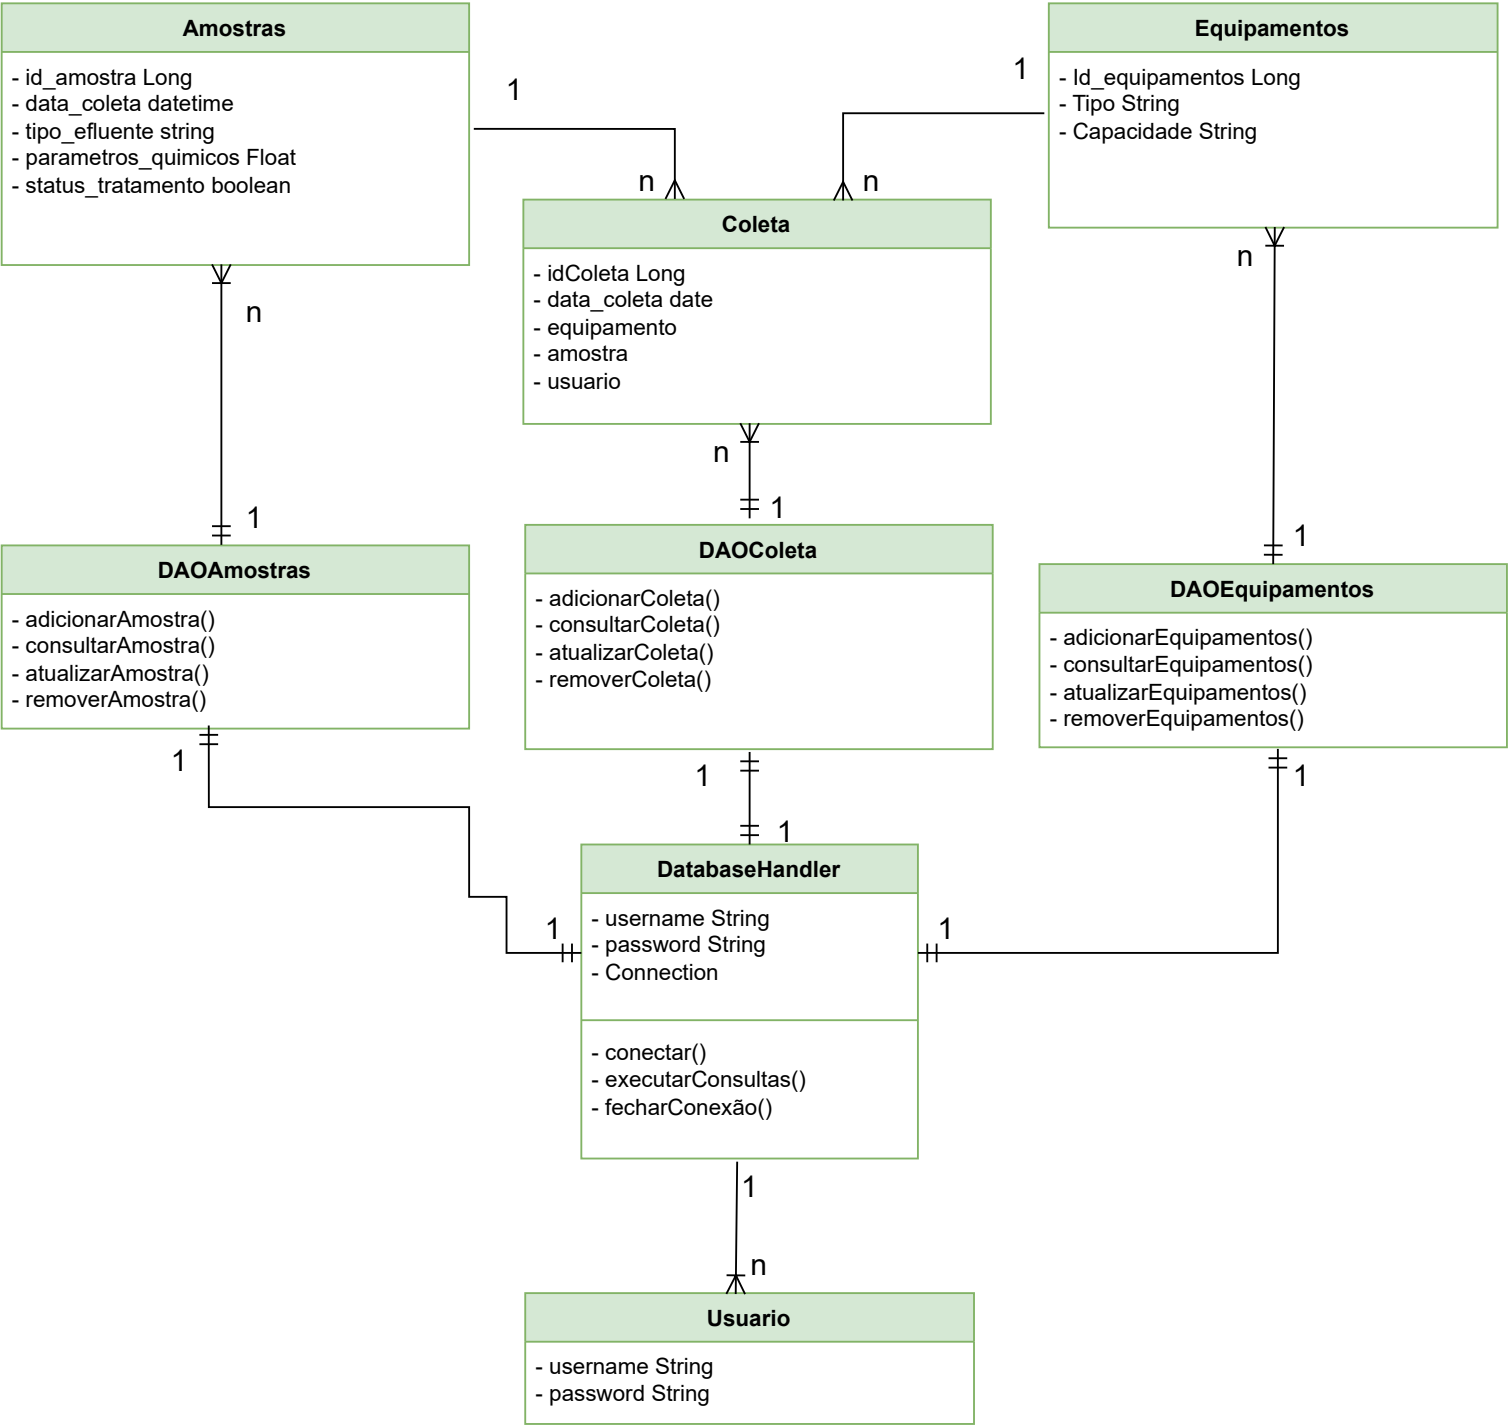 Amostras
- id_amostra Long
- data_coleta datetime
- tipo_efluente string
- parametros_quimicos Float
- status_tratamento boolean
1
n
Equipamentos
- Id_equipamentos Long
- Tipo String
- Capacidade String
1
n
Coleta
- idColeta Long
- data_coleta date
- equipamento
- amostra
- usuario
n
1
n
1
n
1
DAOAmostras
- adicionarAmostra()
- consultarAmostra()
- atualizarAmostra()
- removerAmostra()
DAOColeta
- adicionarColeta()
- consultarColeta()
- atualizarColeta()
- removerColeta()
DAOEquipamentos
- adicionarEquipamentos()
- consultarEquipamentos()
- atualizarEquipamentos()
- removerEquipamentos()
1
1
1
1
1
1
DatabaseHandler
- username String
- password String
- Connection
- conectar()
- executarConsultas()
- fecharConexão()
1
n
Usuario
- username String
- password String